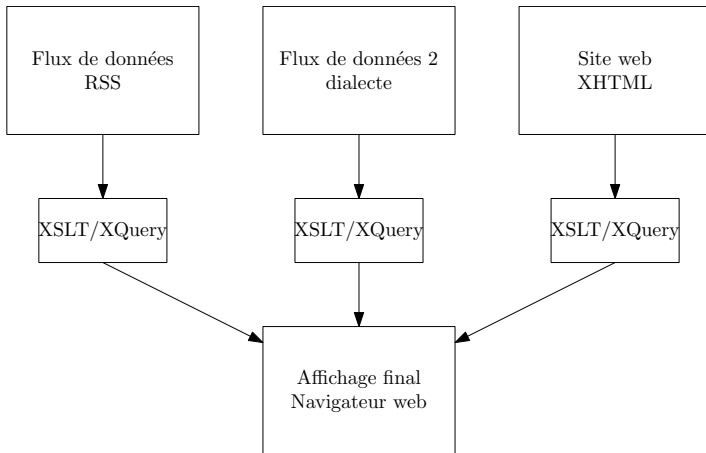 Flux de données
RSS
Flux de données 2
dialecte
Site web
XHTML
XSLT/XQuery
XSLT/XQuery
XSLT/XQuery
Affichage final
Navigateur web